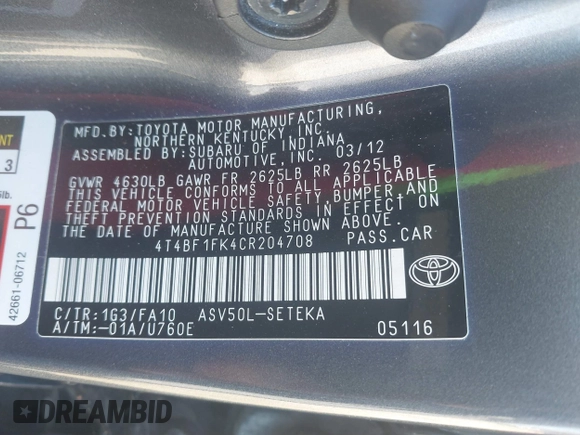 MFD.BY:TOYOTA MOTOR MANUFACTURING,
NORTHERN KENTUCKY,INC.
ASSEMBLED BY:SUBARU OF INDIANA
AUTOMOTIVE,INC. 03/12
GVWR 4630LB GAWR FR 2625LB RR 2625LB
THIS VEHICLE CONFORMS TO ALL APPLICABLE
FEDERAL MOTOR VEHICLE SAFETY,BUMPER,AND
THEFT PREVENTION STANDARDS IN EFFECT ON
THE DATE OF MANUFACTURE SHOWN ABOVE.
4T4BF1FK4CR204708 PASS.CAR
C/TR:1G3/FA10 ASV50L-SETEKA
A/TM:-01A/U760E 05116
TOYOTA
3
P6
42661-06712
DREAMBID